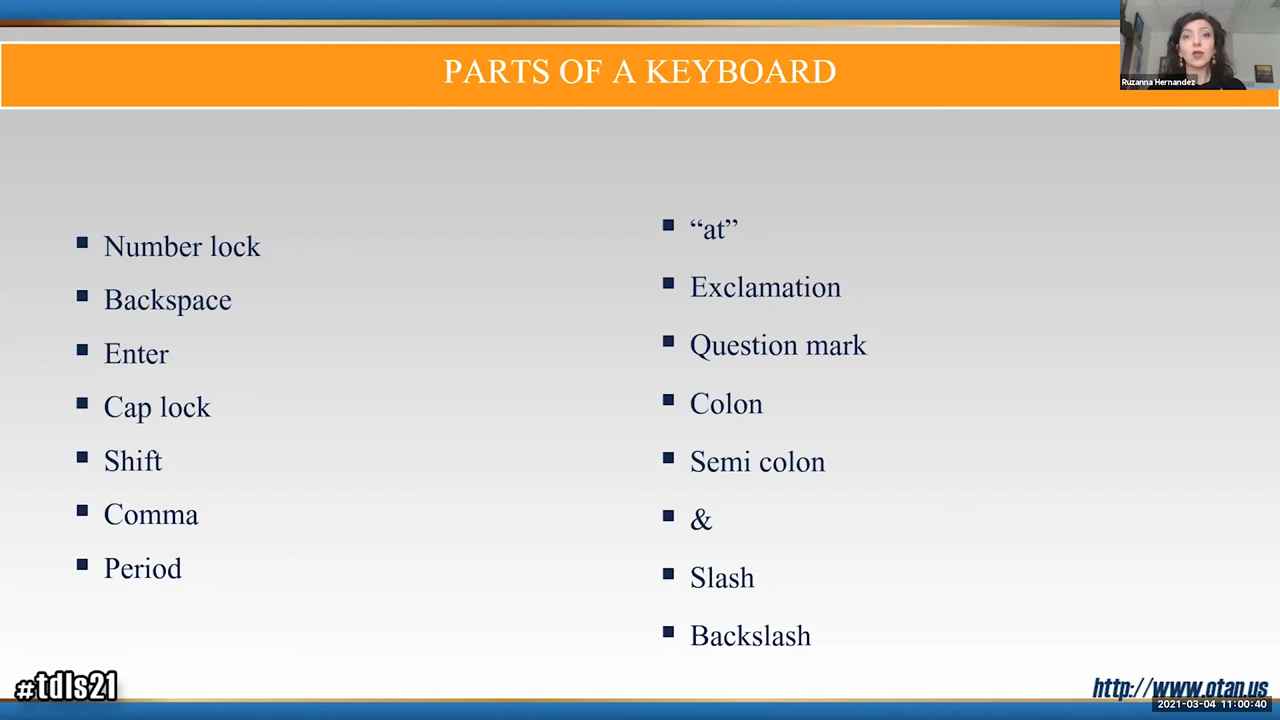 PARTS OF A KEYBOARD
Ruzanna Hernandez
Number lock
Backspace
Enter
Cap lock
Shift
Comma
Period
“at”
Exclamation
Question mark
Colon
Semi colon
&
Slash
Backslash
#tdls21
http://www.otan.us
2021-03-04 11:00:40